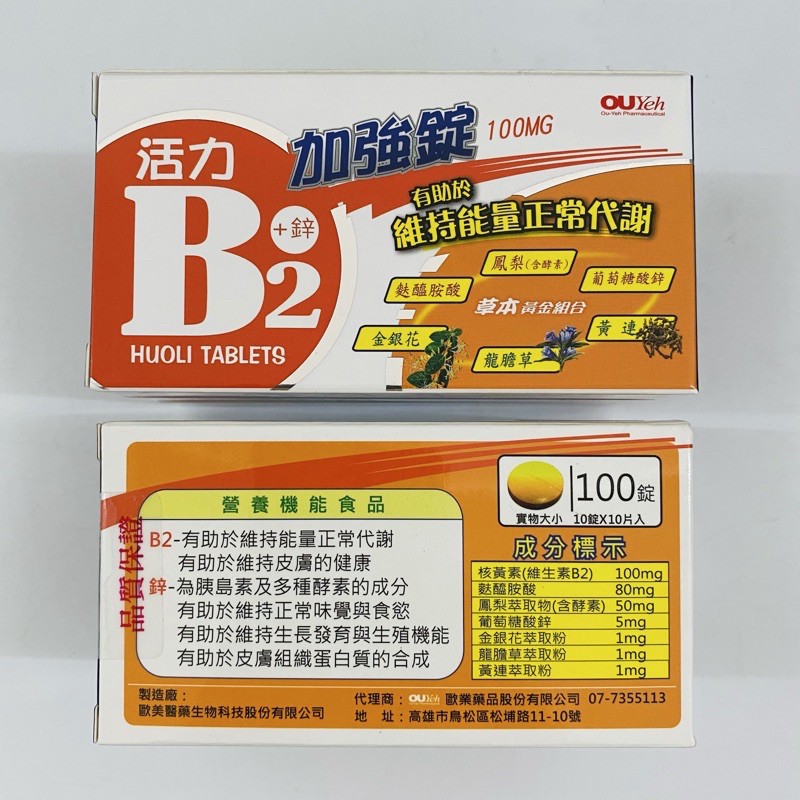 活力
加強錠 100MG
OUYeh
Ou-Yeh Pharmaceutical
B2
+鋅
HUOLI TABLETS
有助於
維持能量正常代謝
鳳梨(含酵素)
麩醯胺酸
葡萄糖酸鋅
草本黃金組合
金銀花
黃連
龍膽草
100錠
實物大小 10錠X10片入
營養機能食品
B2-有助於維持能量正常代謝
有助於維持皮膚的健康
鋅-為胰島素及多種酵素的成分
有助於維持正常味覺與食慾
有助於維持生長發育與生殖機能
有助於皮膚組織蛋白質的合成
品質保證
成分標示
核黃素(維生素B2) 100mg
麩醯胺酸 80mg
鳳梨萃取物(含酵素) 50mg
葡萄糖酸鋅 5mg
金銀花萃取粉 1mg
龍膽草萃取粉 1mg
黃連萃取粉 1mg
製造廠：
歐美醫藥生物科技股份有限公司
代理商：OUYeh 歐業藥品股份有限公司 07-7355113
地 址：高雄市鳥松區松埔路11-10號